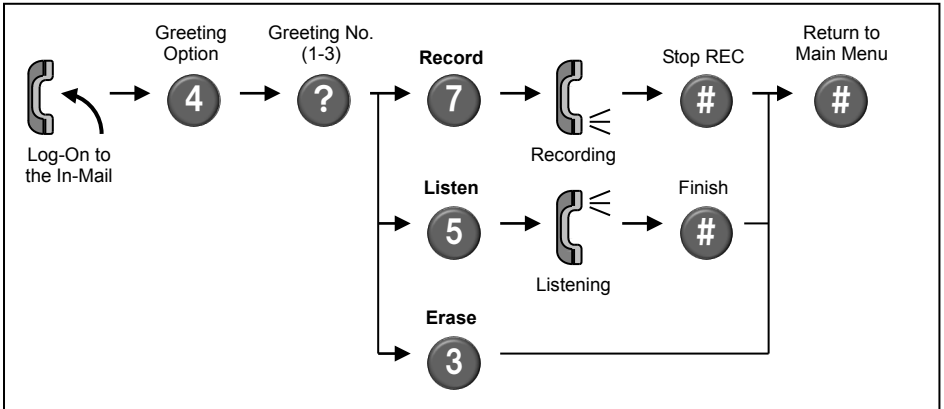 Greeting
Option
Greeting No.
(1-3)
Record
Stop REC
Return to
Main Menu
4
?
7
#
#
Log-On to
the In-Mail
Recording
Listen
Finish
5
#
Listening
Erase
3